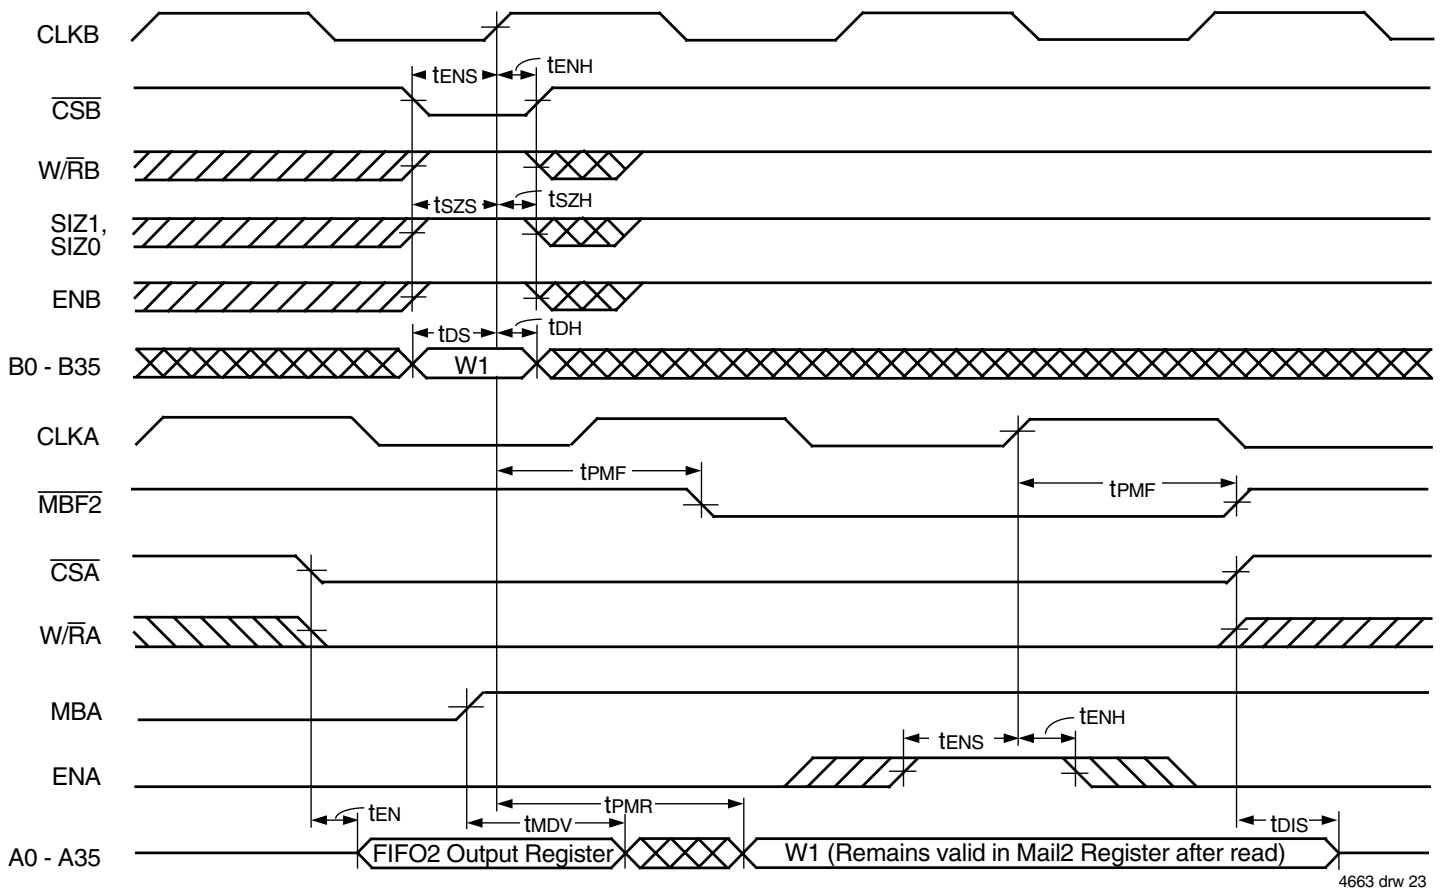 CLKB
tENS
tENH
CSB
W/RB
tSZS
tSZH
SIZ1,
SIZ0
ENB
tDS
tDH
B0 - B35
W1
CLKA
tPMF
tPMF
MBF2
CSA
W/RA
MBA
tENS
tENH
ENA
tEN
tPMR
tMDV
tDIS
A0 - A35
FIFO2 Output Register
W1 (Remains valid in Mail2 Register after read)
4663 drw 23